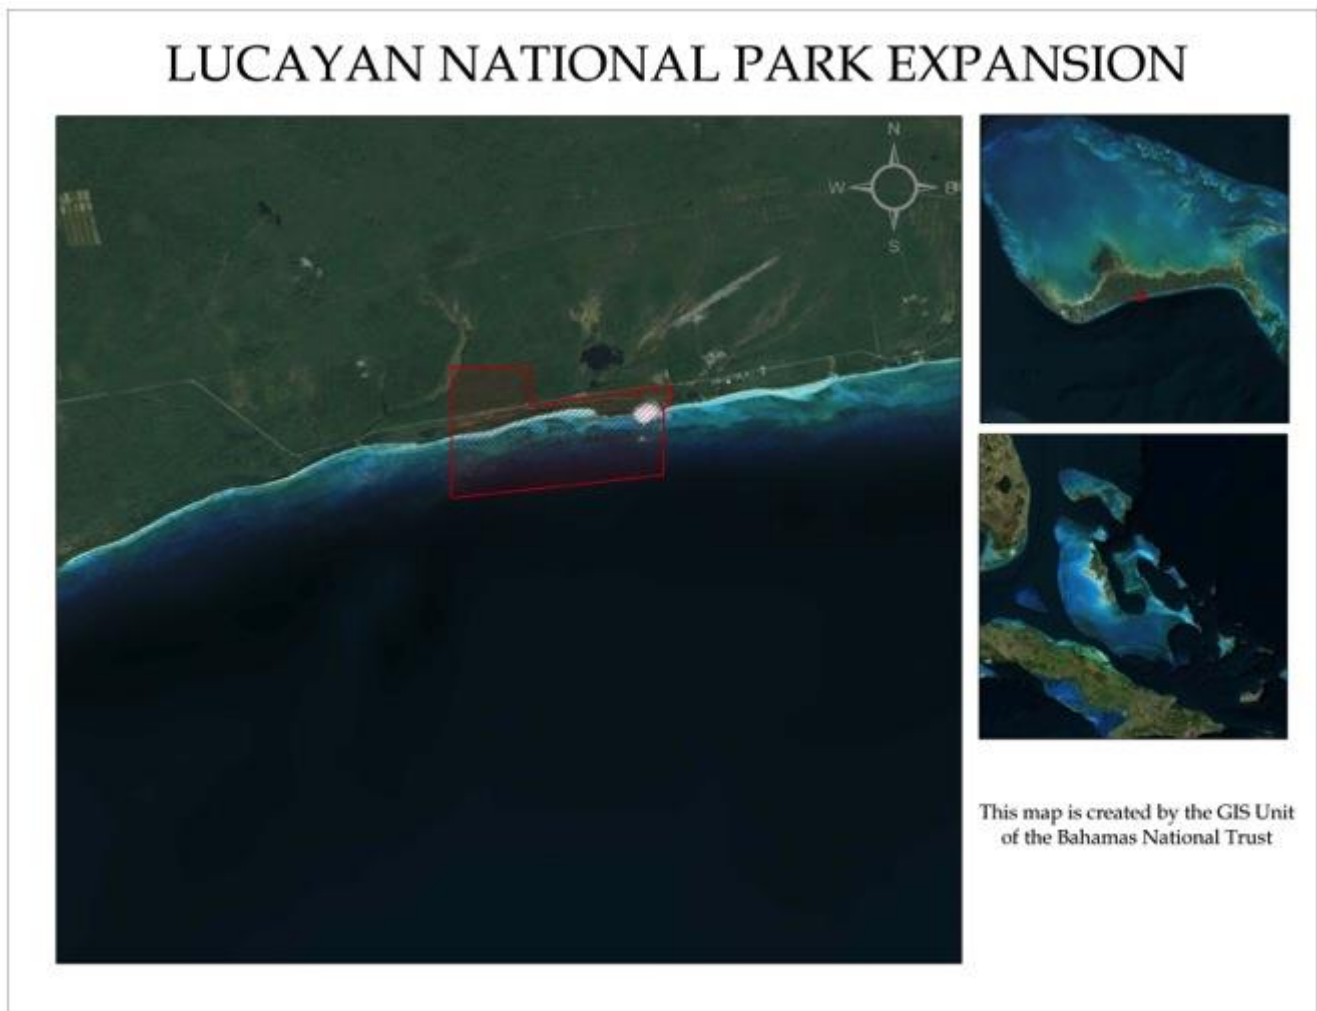 LUCAYAN NATIONAL PARK EXPANSION
N
W
E
S
This map is created by the GIS Unit
of the Bahamas National Trust